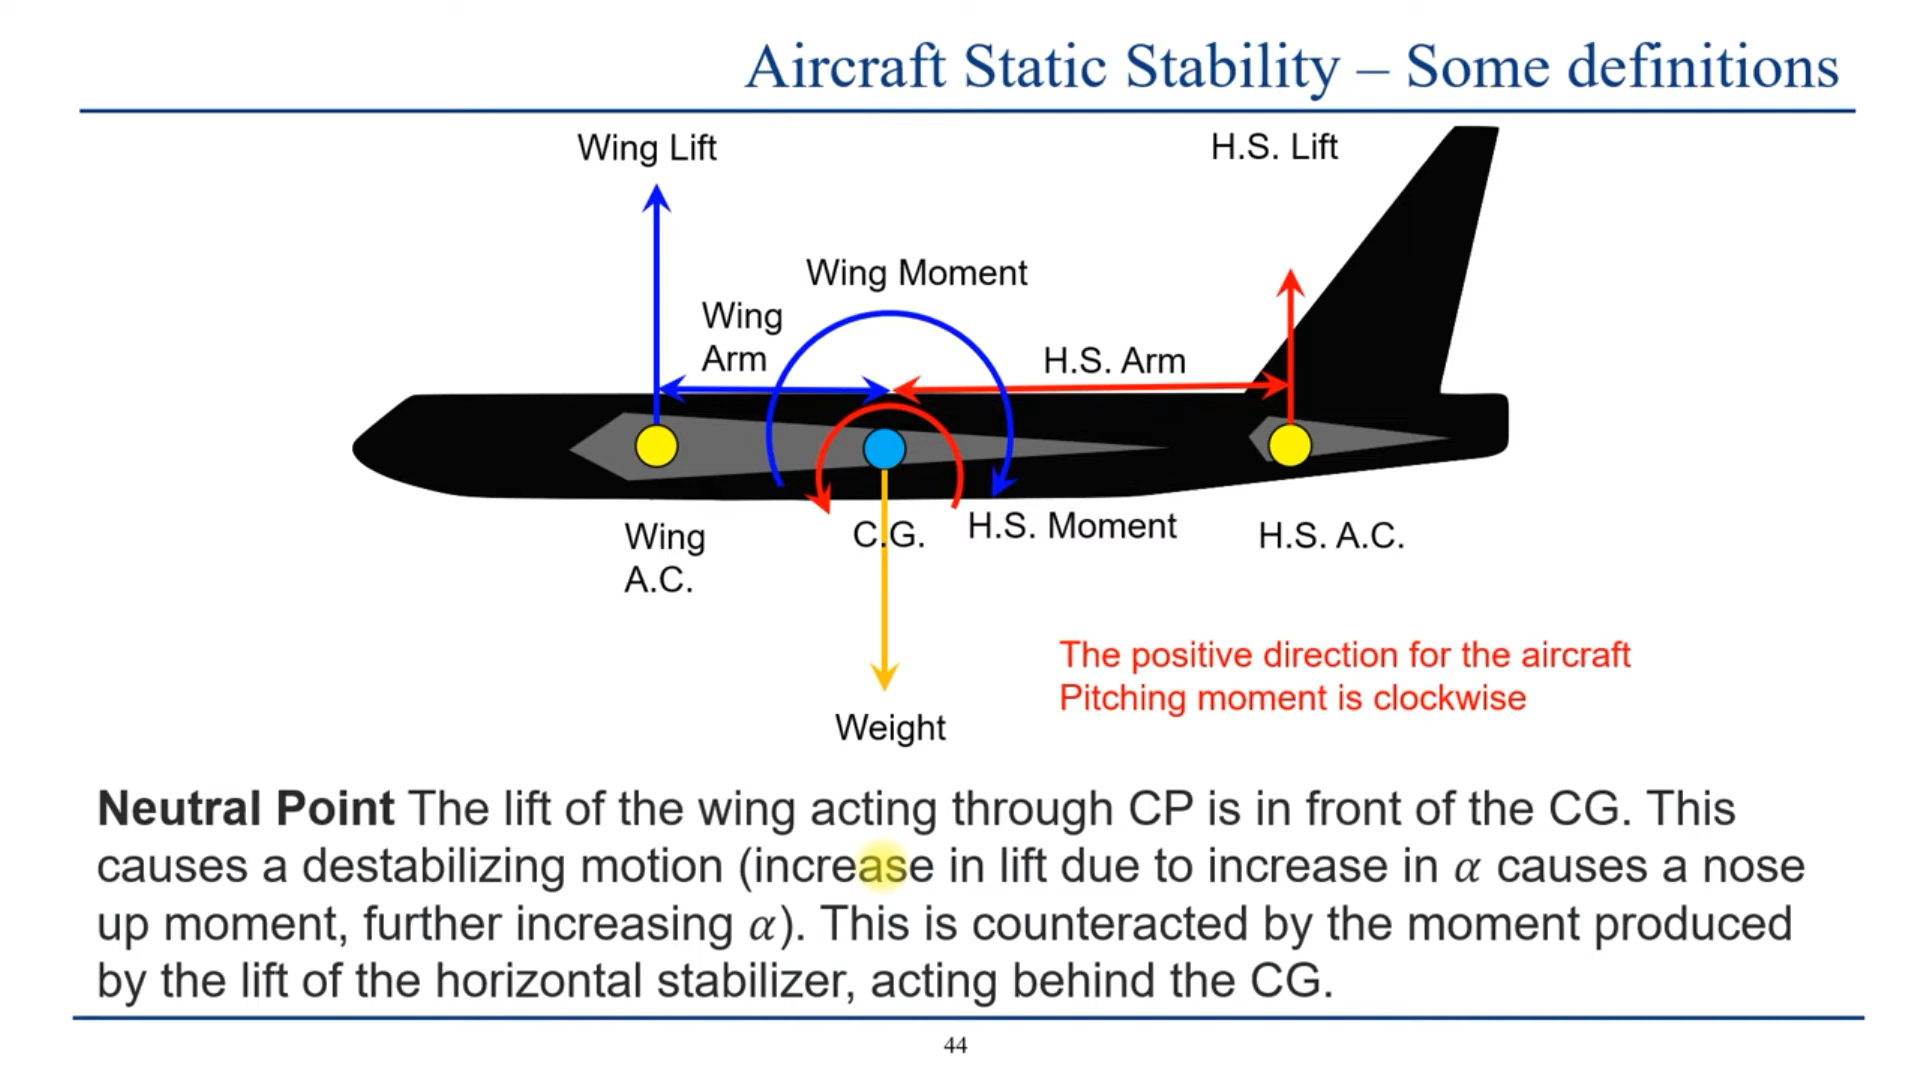 Aircraft Static Stability – Some definitions
Wing Lift
H.S. Lift
Wing Moment
Wing
Arm
H.S. Arm
Wing
A.C.
C.G.
H.S. Moment
H.S. A.C.
The positive direction for the aircraft
Pitching moment is clockwise
Weight
Neutral Point The lift of the wing acting through CP is in front of the CG. This
causes a destabilizing motion (increase in lift due to increase in α causes a nose
up moment, further increasing α). This is counteracted by the moment produced
by the lift of the horizontal stabilizer, acting behind the CG.
44